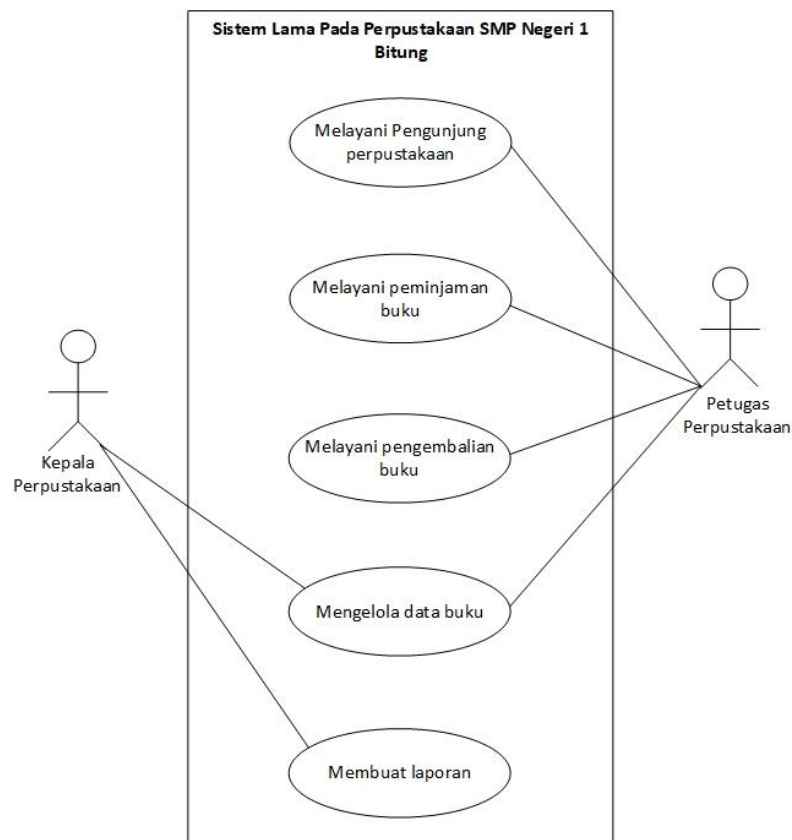 Sistem Lama Pada Perpustakaan SMP Negeri 1
Bitung
Melayani Pengunjung
perpustakaan
Melayani peminjaman
buku
Petugas
Perpustakaan
Melayani pengembalian
buku
Kepala
Perpustakaan
Mengelola data buku
Membuat laporan